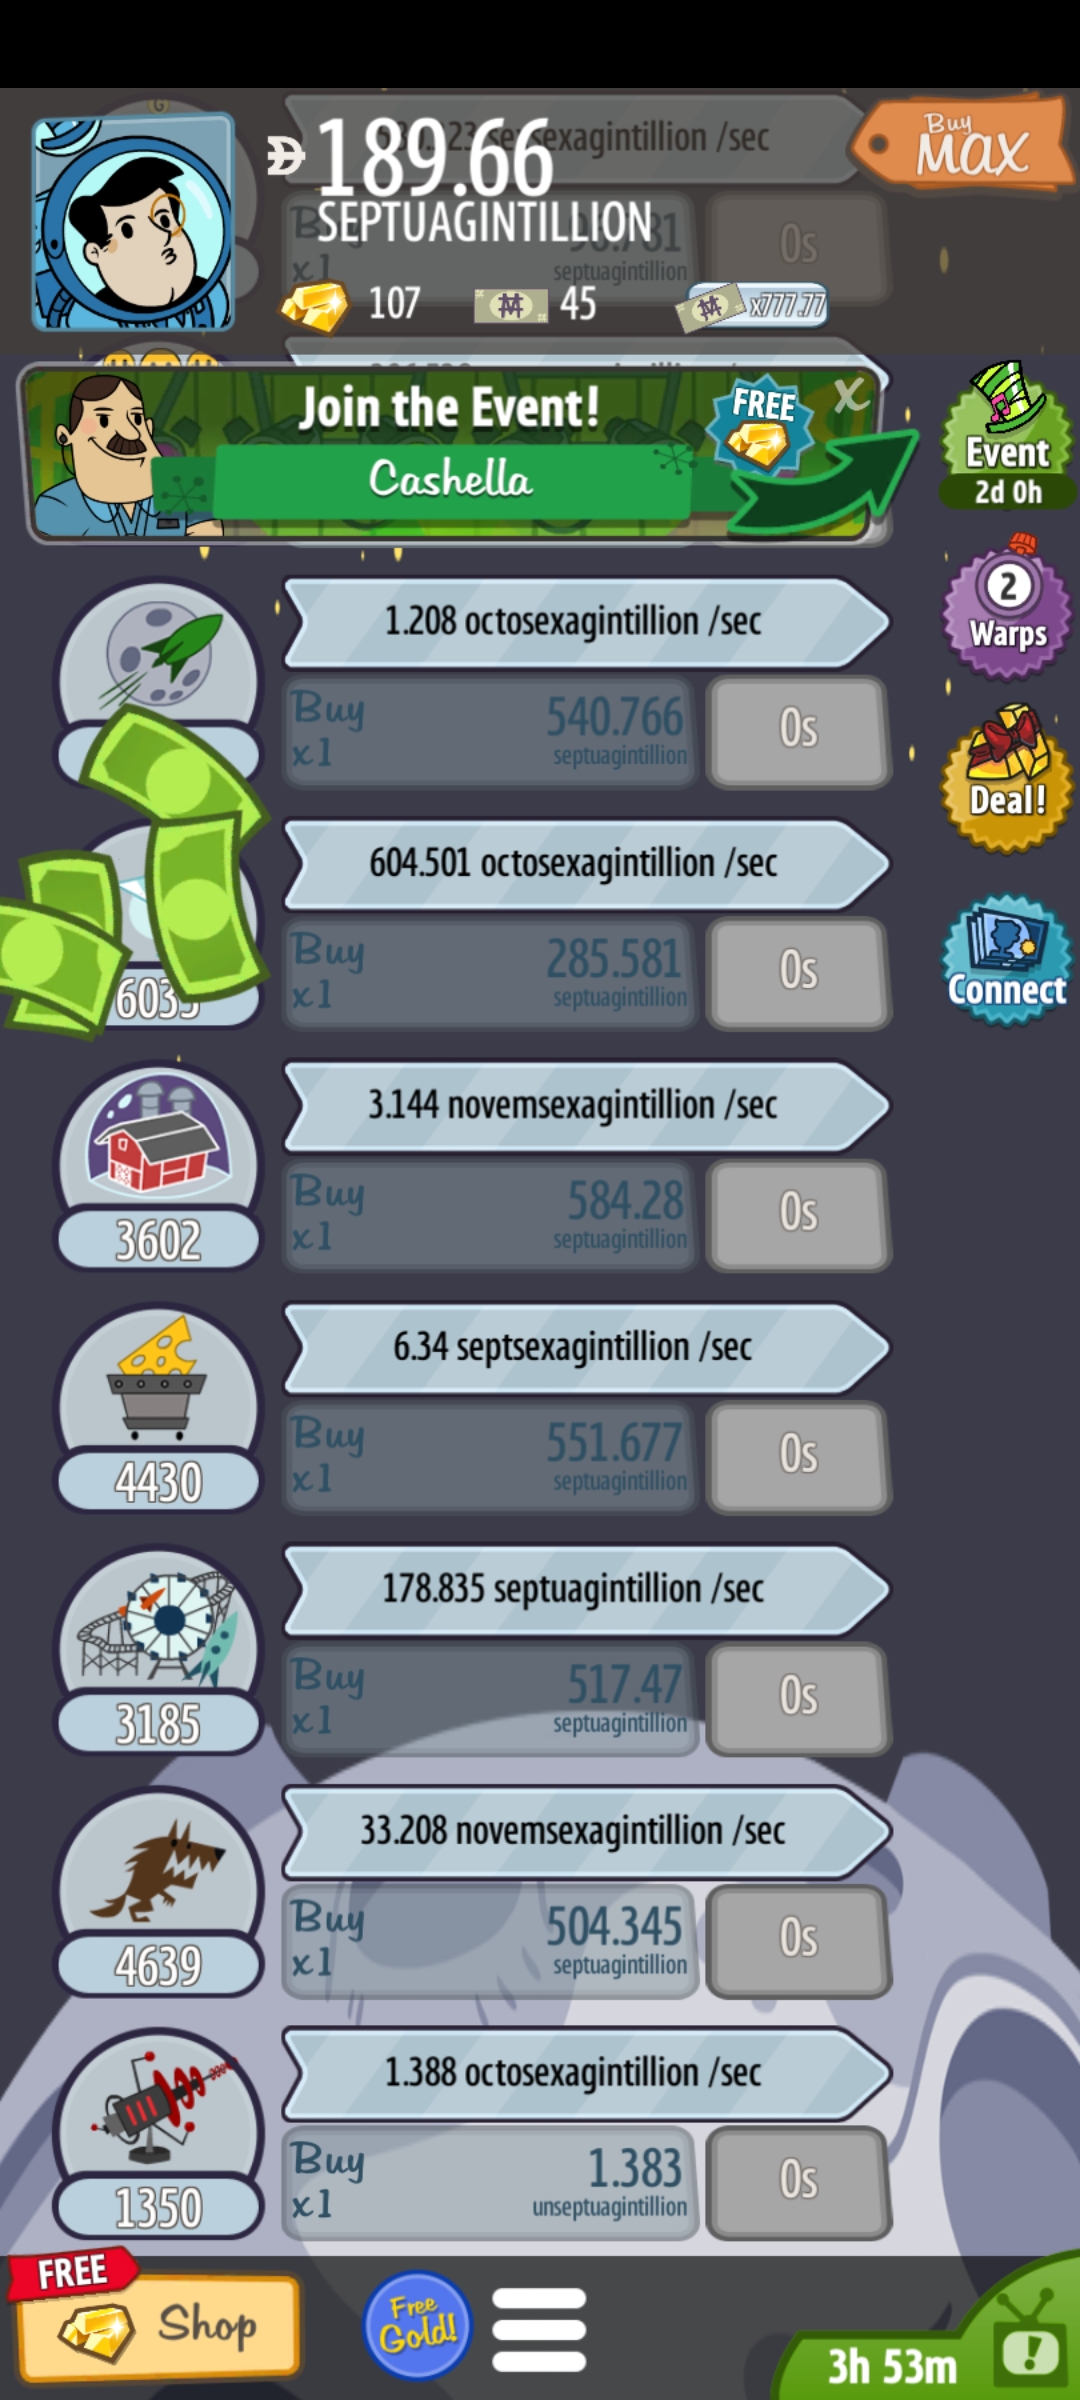 189.66
SEPTUAGINTILLION
sexagintillion /sec
Buy
MAX
Buy
x1
septuagintillion
0s
107
45
x777.77
Join the Event!
Cashella
FREE
X
Event
2d 0h
1.208 octosexagintillion /sec
Buy
x1
540.766
septuagintillion
0s
2
Warps
Deal!
604.501 octosexagintillion /sec
Buy
x1
285.581
septuagintillion
0s
Connect
3.144 novemsexagintillion /sec
3602
Buy
x1
584.28
septuagintillion
0s
6.34 septsexagintillion /sec
4430
Buy
x1
551.677
septuagintillion
0s
178.835 septuagintillion /sec
3185
Buy
x1
517.47
septuagintillion
0s
33.208 novemsexagintillion /sec
4639
Buy
x1
504.345
septuagintillion
0s
1.388 octosexagintillion /sec
1350
Buy
x1
1.383
unseptuagintillion
0s
FREE
Shop
Free
Gold!
3h 53m